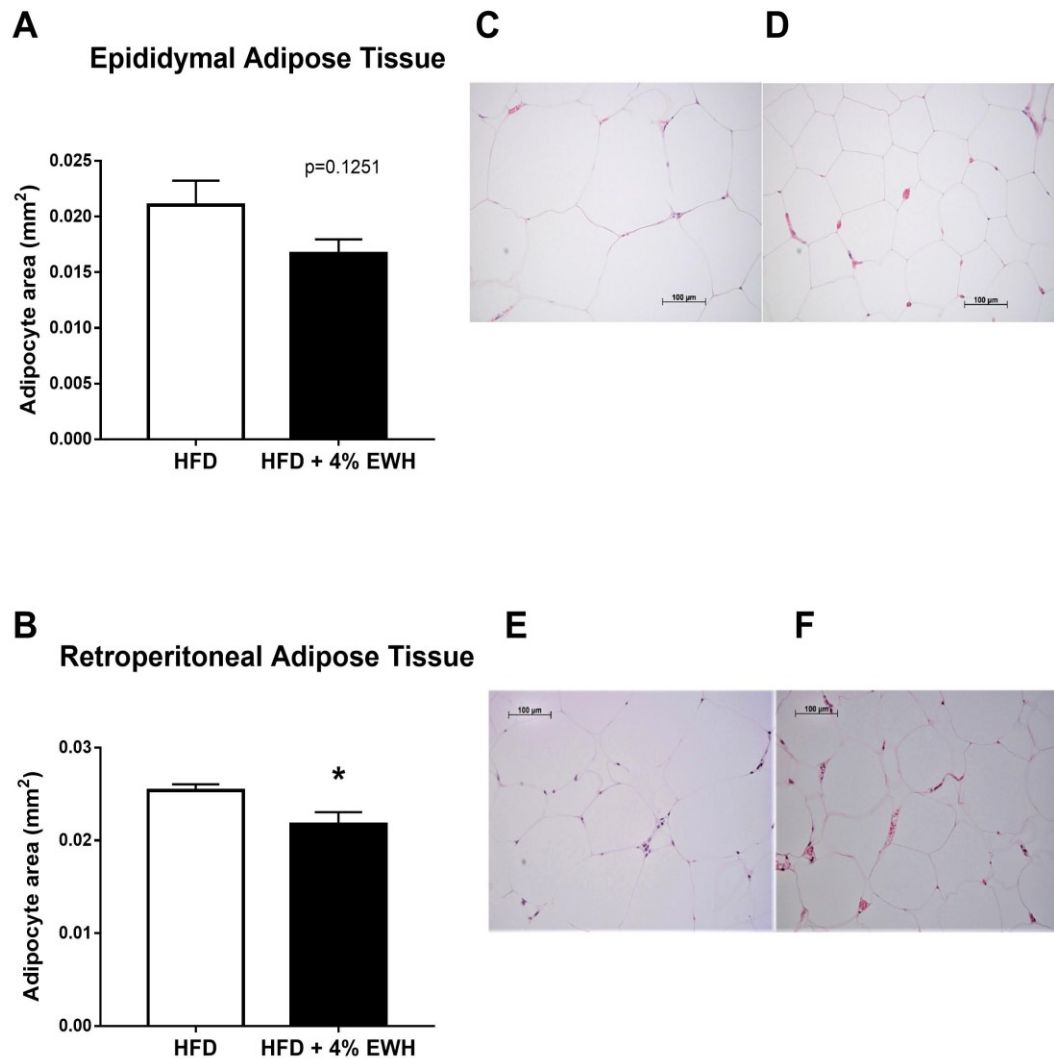 A
Epididymal Adipose Tissue
Adipocyte area (mm²)
0.025
0.020
0.015
0.010
0.005
0.000
p=0.1251
HFD
HFD + 4% EWH
C
100 µm
D
100 µm
B
Retroperitoneal Adipose Tissue
Adipocyte area (mm²)
0.03
0.02
0.01
0.00
*
HFD
HFD + 4% EWH
E
100 µm
F
100 µm